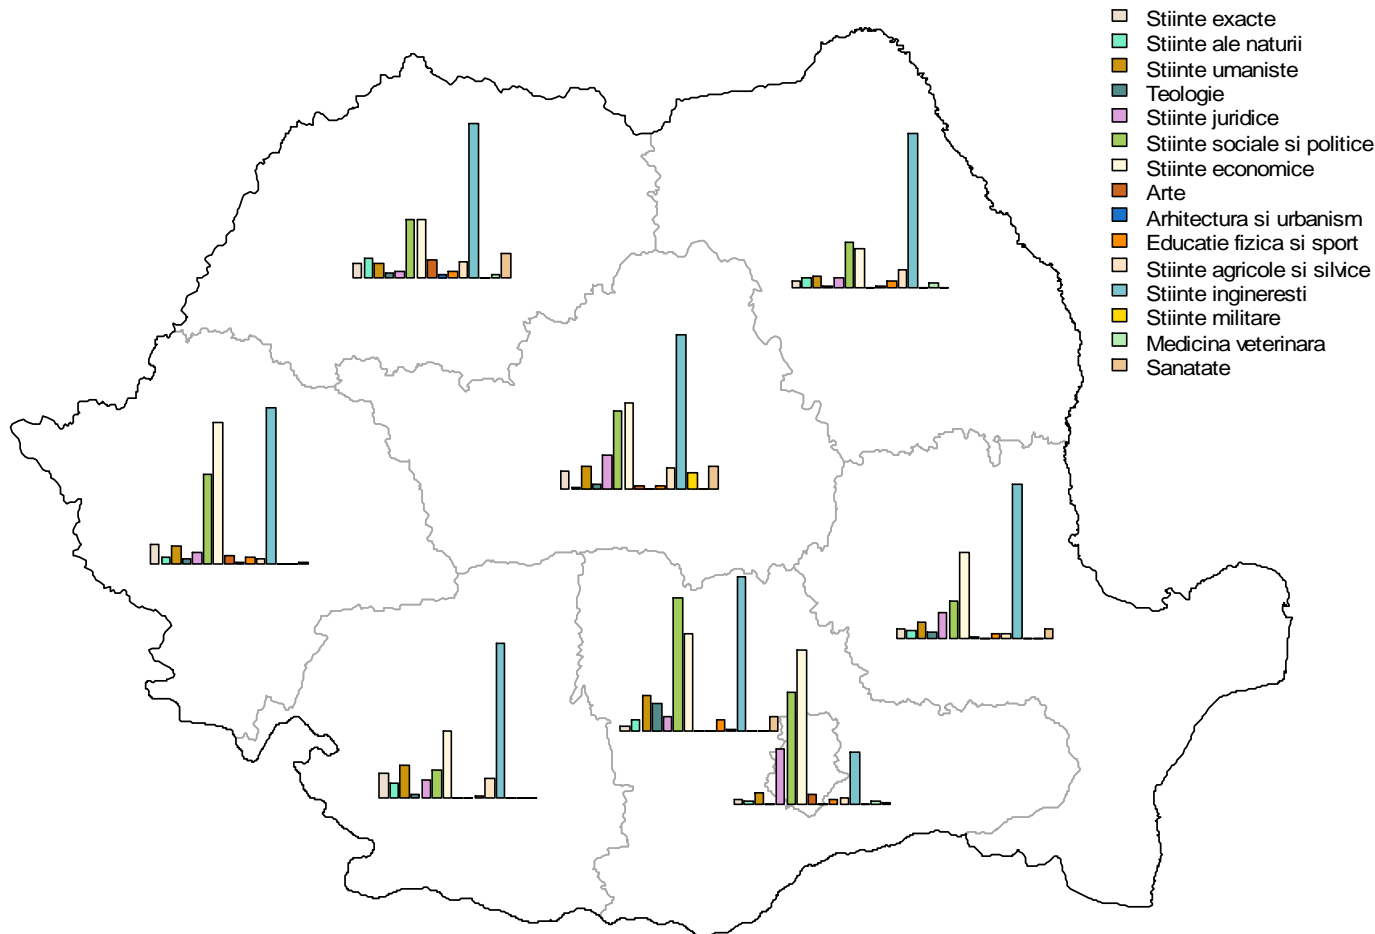 Stiinte exacte
Stiinte ale naturii
Stiinte umaniste
Teologie
Stiinte juridice
Stiinte sociale si politice
Stiinte economice
Arte
Arhitectura si urbanism
Educatie fizica si sport
Stiinte agricole si silvice
Stiinte ingineresti
Stiinte militare
Medicina veterinara
Sanatate